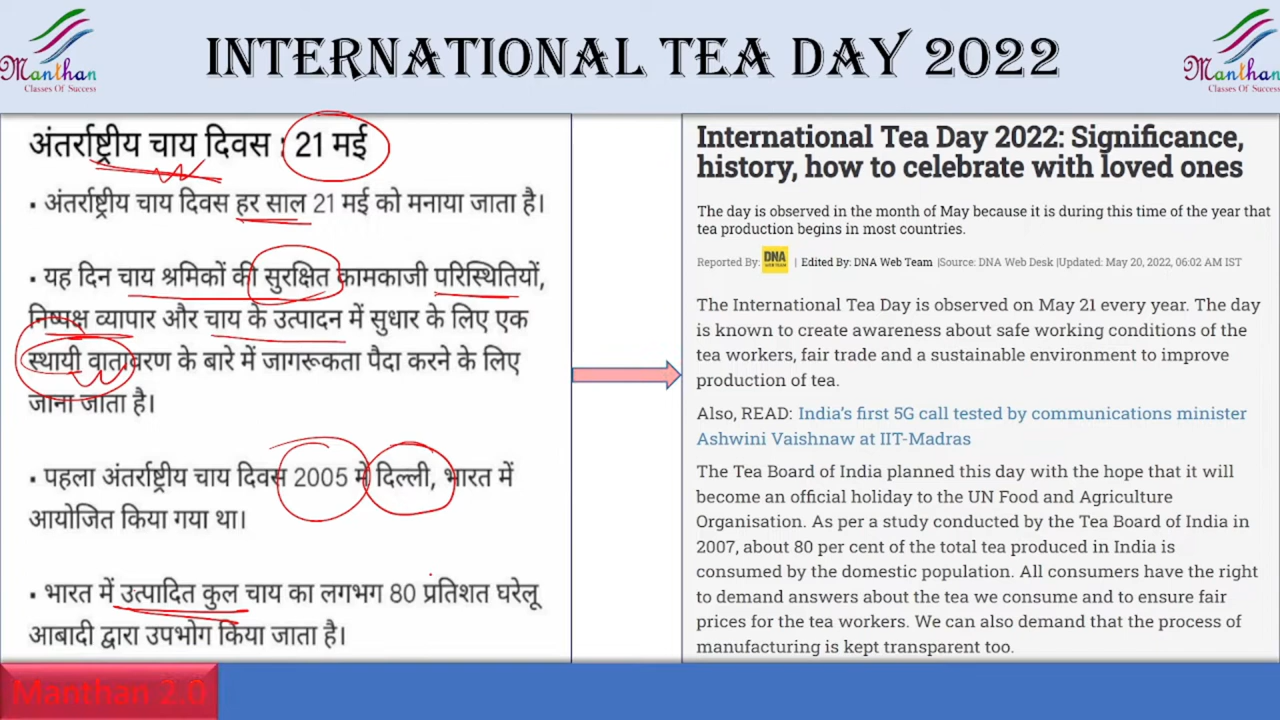 Manthan
Classes Of Success
INTERNATIONAL TEA DAY 2022
Manthan
Classes Of Success
अंतर्राष्ट्रीय चाय दिवस : 21 मई
▪ अंतर्राष्ट्रीय चाय दिवस हर साल 21 मई को मनाया जाता है।
▪ यह दिन चाय श्रमिकों की सुरक्षित कामकाजी परिस्थितियों,
निष्पक्ष व्यापार और चाय के उत्पादन में सुधार के लिए एक
स्थायी वातावरण के बारे में जागरूकता पैदा करने के लिए
जाना जाता है।
▪ पहला अंतर्राष्ट्रीय चाय दिवस 2005 में दिल्ली, भारत में
आयोजित किया गया था।
▪ भारत में उत्पादित कुल चाय का लगभग 80 प्रतिशत घरेलू
आबादी द्वारा उपभोग किया जाता है।
International Tea Day 2022: Significance,
history, how to celebrate with loved ones
The day is observed in the month of May because it is during this time of the year that
tea production begins in most countries.
Reported By: DNA WEB TEAM | Edited By: DNA Web Team |Source: DNA Web Desk |Updated: May 20, 2022, 06:02 AM IST
The International Tea Day is observed on May 21 every year. The day
is known to create awareness about safe working conditions of the
tea workers, fair trade and a sustainable environment to improve
production of tea.
Also, READ: India's first 5G call tested by communications minister
Ashwini Vaishnaw at IIT-Madras
The Tea Board of India planned this day with the hope that it will
become an official holiday to the UN Food and Agriculture
Organisation. As per a study conducted by the Tea Board of India in
2007, about 80 per cent of the total tea produced in India is
consumed by the domestic population. All consumers have the right
to demand answers about the tea we consume and to ensure fair
prices for the tea workers. We can also demand that the process of
manufacturing is kept transparent too.
Manthan 2.0